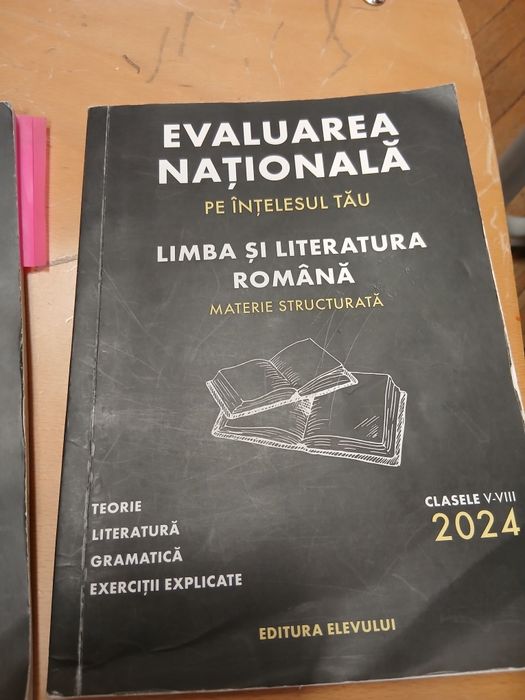 EVALUAREA
NAȚIONALĂ
PE ÎNȚELESUL TĂU
LIMBA ȘI LITERATURA
ROMÂNĂ
MATERIE STRUCTURATĂ
TEORIE
LITERATURĂ
GRAMATICĂ
EXERCIȚII EXPLICATE
CLASELE V-VIII
2024
EDITURA ELEVULUI